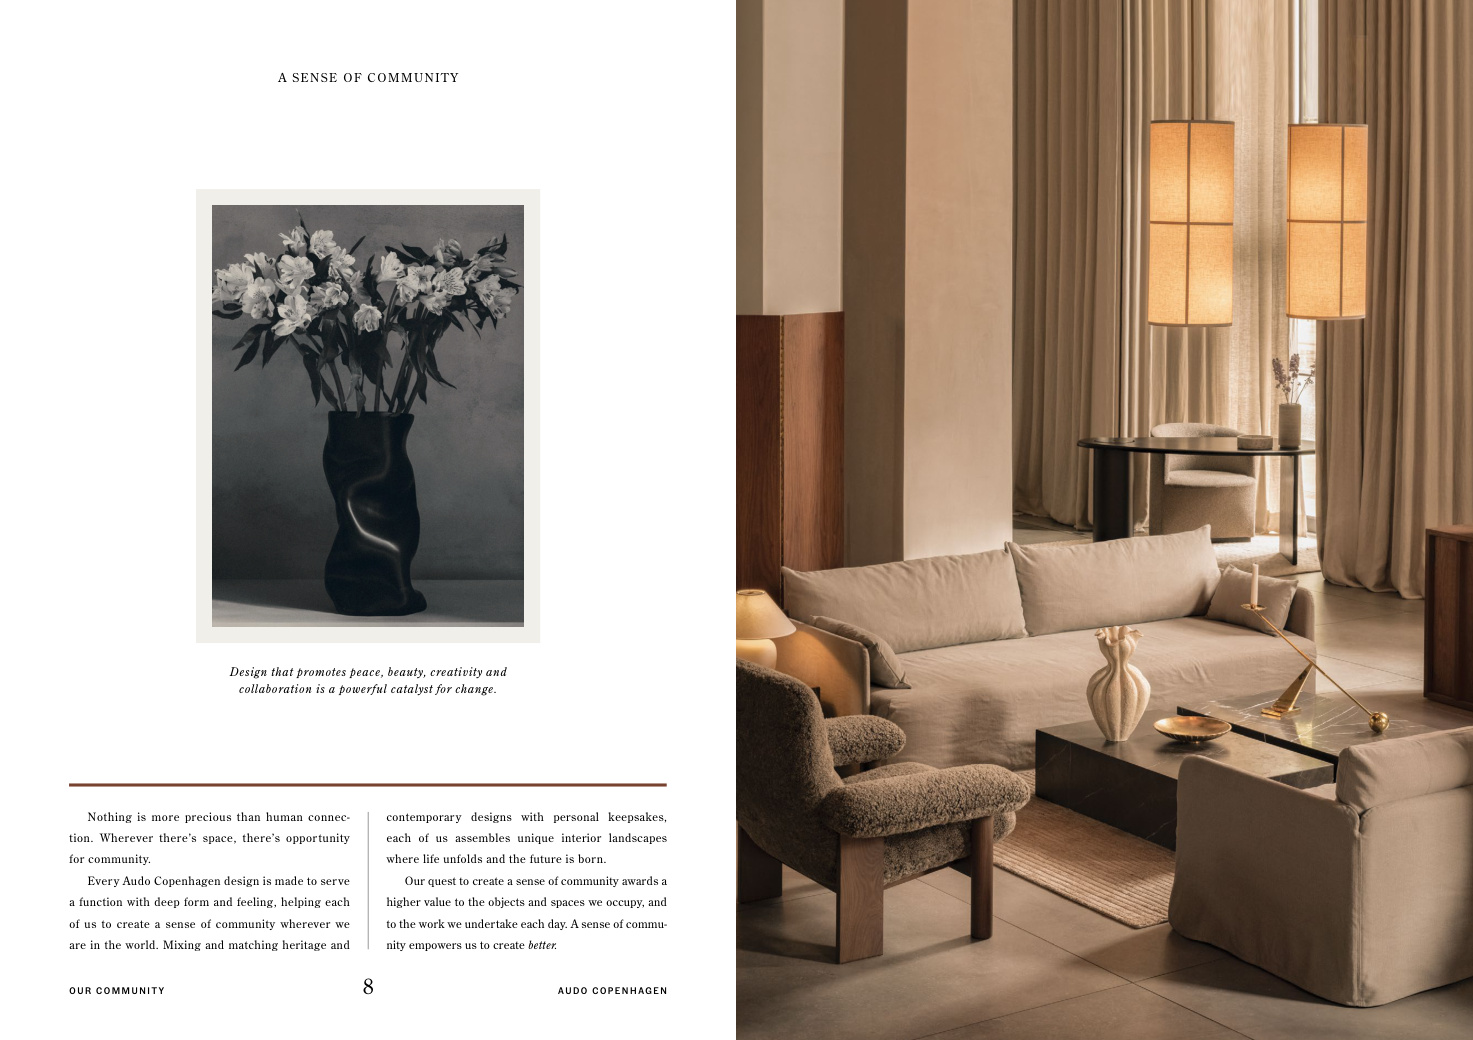 A SENSE OF COMMUNITY
Design that promotes peace, beauty, creativity and
collaboration is a powerful catalyst for change.
Nothing is more precious than human connec-
tion. Wherever there’s space, there’s opportunity
for community.
Every Audo Copenhagen design is made to serve
a function with deep form and feeling, helping each
of us to create a sense of community wherever we
are in the world. Mixing and matching heritage and
contemporary designs with personal keepsakes,
each of us assembles unique interior landscapes
where life unfolds and the future is born.
Our quest to create a sense of community awards a
higher value to the objects and spaces we occupy, and
to the work we undertake each day. A sense of commu-
nity empowers us to create better.
OUR COMMUNITY
8
AUDO COPENHAGEN